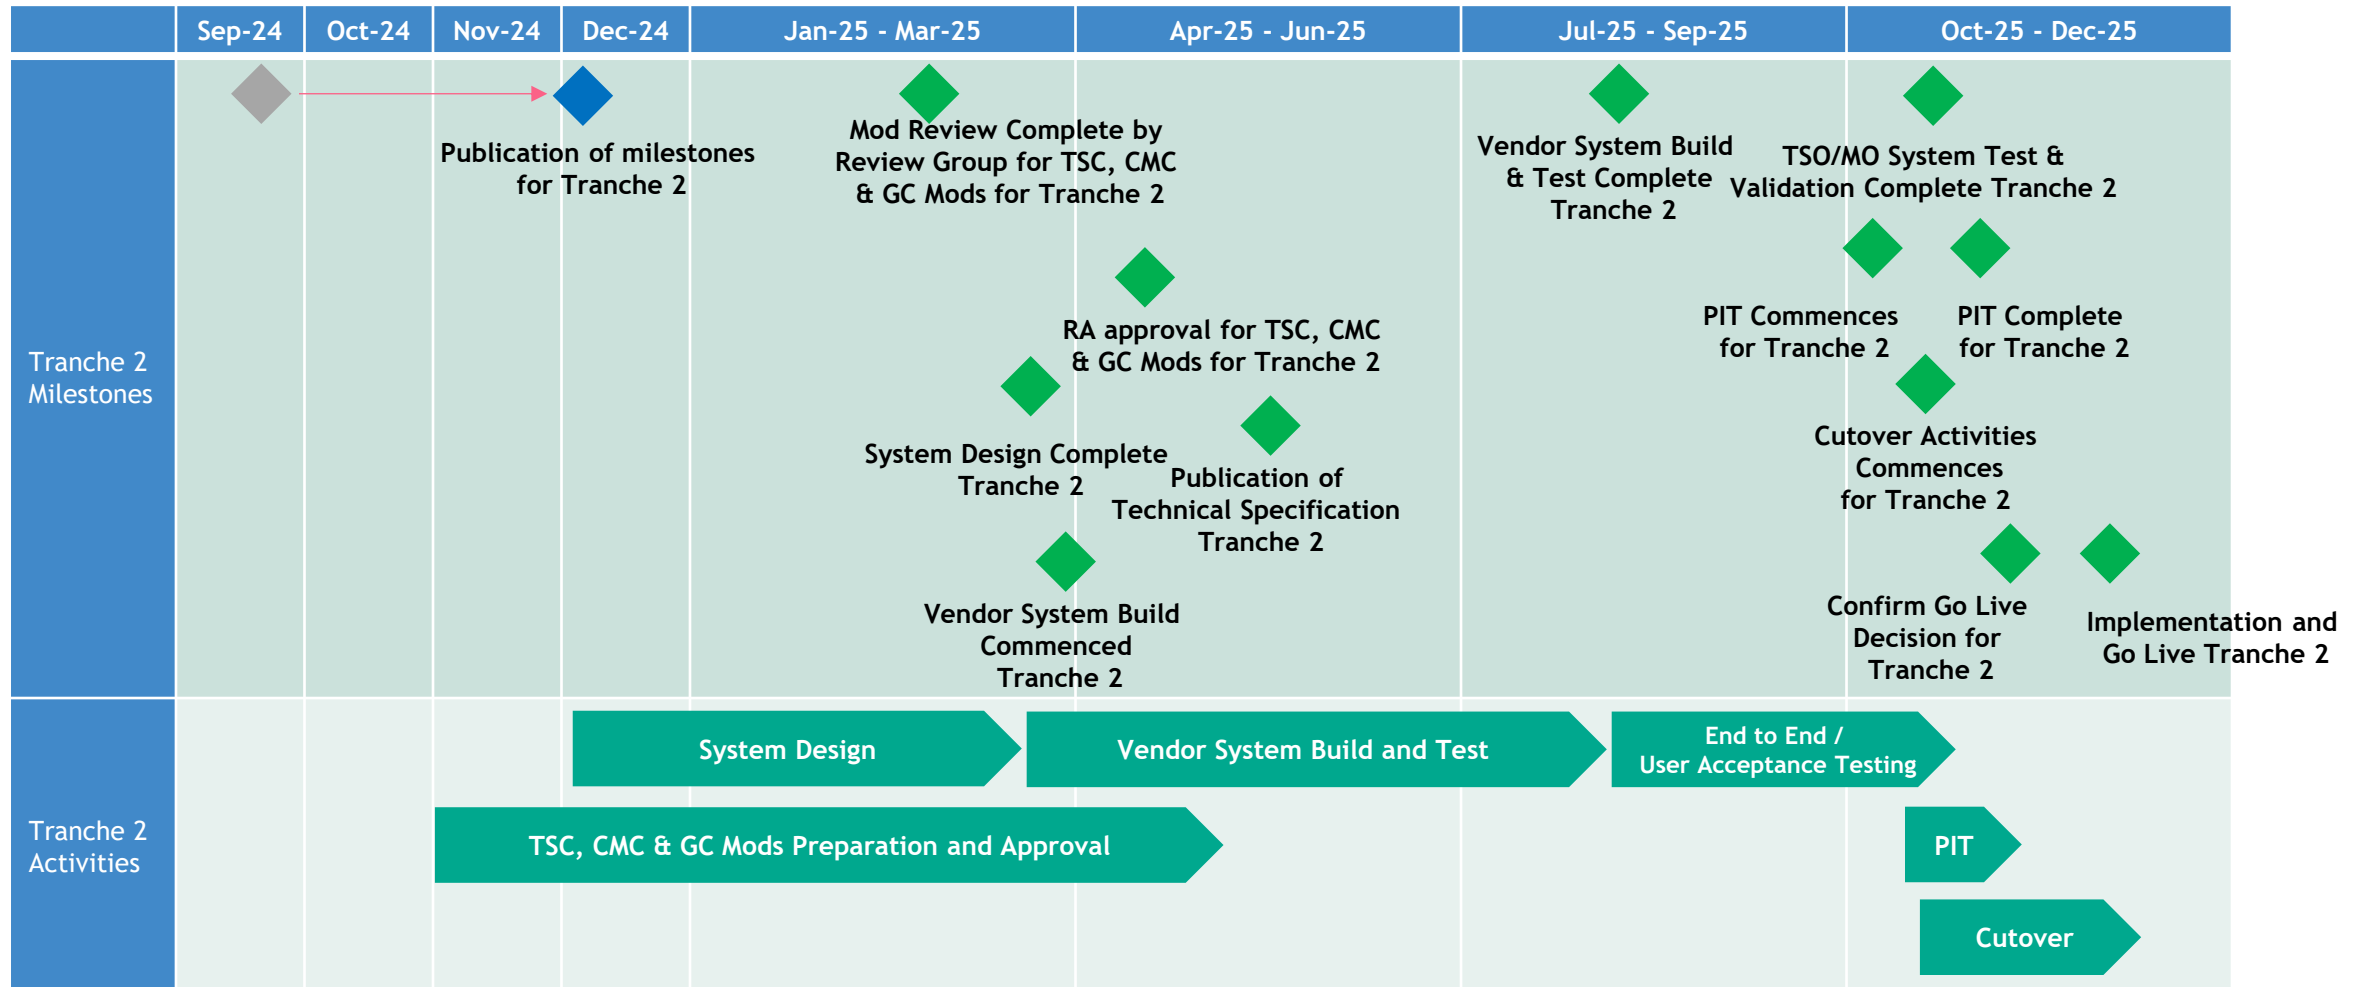 Sep-24
Oct-24
Nov-24
Dec-24
Jan-25 - Mar-25
Apr-25 - Jun-25
Jul-25 - Sep-25
Oct-25 - Dec-25
Tranche 2
Milestones
Publication of milestones
for Tranche 2
Mod Review Complete by
Review Group for TSC, CMC
& GC Mods for Tranche 2
Vendor System Build
& Test Complete
Tranche 2
TSO/MO System Test &
Validation Complete Tranche 2
RA approval for TSC, CMC
& GC Mods for Tranche 2
PIT Commences
for Tranche 2
PIT Complete
for Tranche 2
System Design Complete
Tranche 2
Publication of
Technical Specification
Tranche 2
Cutover Activities
Commences
for Tranche 2
Vendor System Build
Commenced
Tranche 2
Confirm Go Live
Decision for
Tranche 2
Implementation and
Go Live Tranche 2
Tranche 2
Activities
System Design
Vendor System Build and Test
End to End /
User Acceptance Testing
TSC, CMC & GC Mods Preparation and Approval
PIT
Cutover